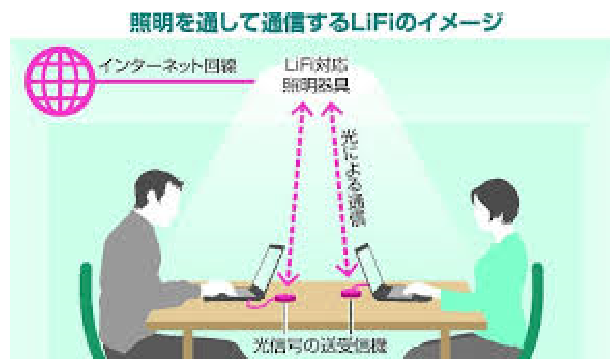 照明を通して通信するLiFiのイメージ
インターネット回線
LiFi対応
照明器具
光による通信
光信号の送受信機